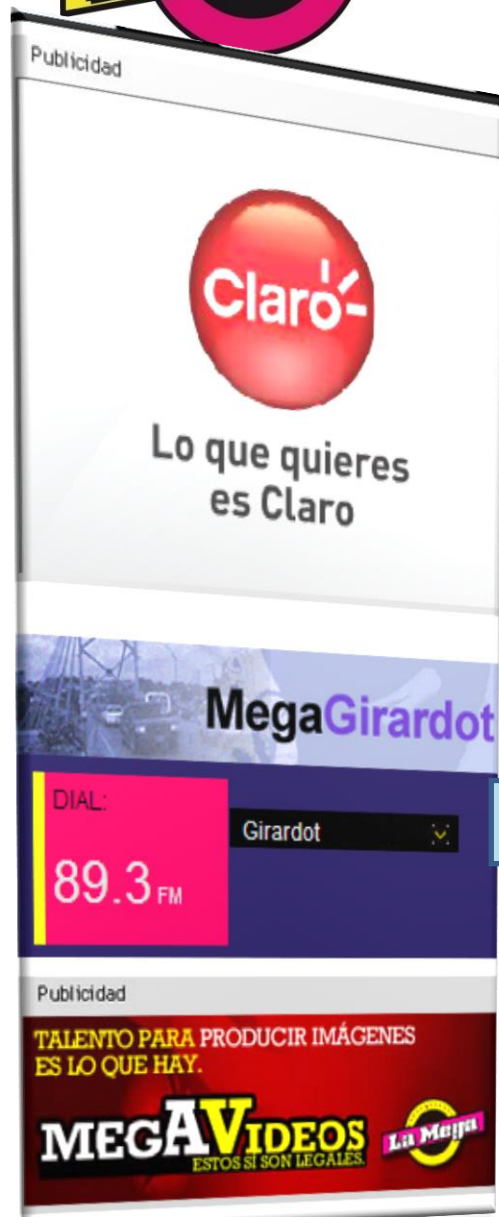 Publicidad
Claro
Lo que quieres
es Claro
MegaGirardot
DIAL:
Girardot
89.3 FM
Publicidad
TALENTO PARA PRODUCIR IMÁGENES
ES LO QUE HAY.
MEGAVIDEOS
ESTOS SÍ SON LEGALES.
La Mega